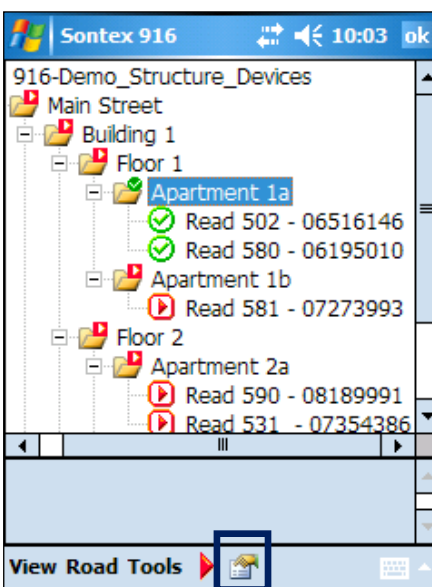 Sontex 916 10:03 ok
916-Demo_Structure_Devices
Main Street
Building 1
Floor 1
Apartment 1a
Read 502 - 06516146
Read 580 - 06195010
Apartment 1b
Read 581 - 07273993
Floor 2
Apartment 2a
Read 590 - 08189991
Read 531 - 07354386
View Road Tools